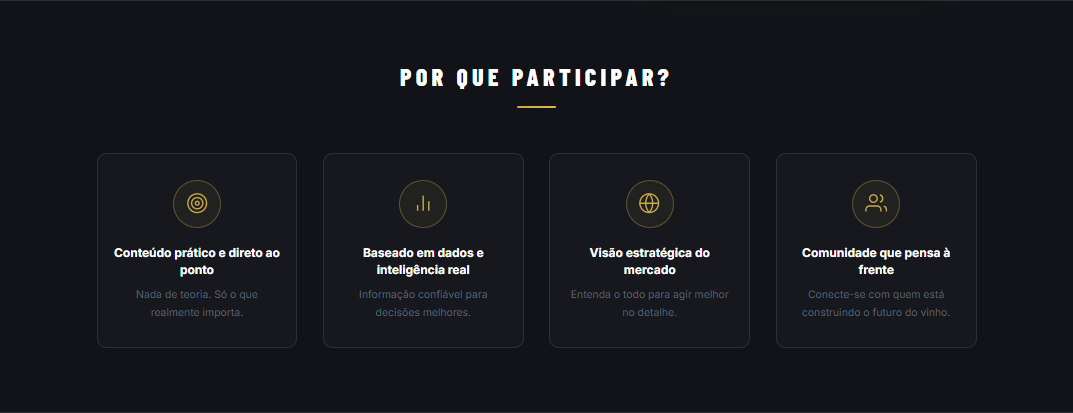 POR QUE PARTICIPAR?
Conteúdo prático e direto ao
ponto
Nada de teoria. Só o que
realmente importa.
Baseado em dados e
inteligência real
Informação confiável para
decisões melhores.
Visão estratégica do
mercado
Entenda o todo para agir melhor
no detalhe.
Comunidade que pensa à
frente
Conecte-se com quem está
construindo o futuro do vinho.